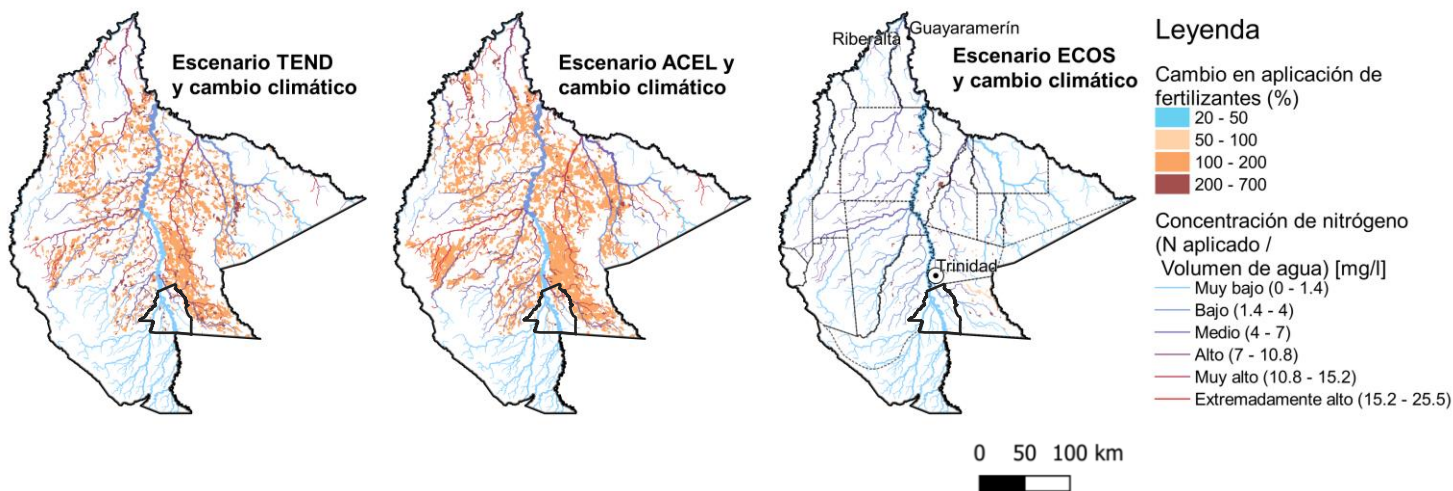 Escenario TEND
y cambio climático
Escenario ACEL y
cambio climático
Guayaramerín
Riberalta
Escenario ECOS
y cambio climático
Trinidad
Leyenda
Cambio en aplicación de
fertilizantes (%)
20 - 50
50 - 100
100 - 200
200 - 700
Concentración de nitrógeno
(N aplicado /
Volumen de agua) [mg/l]
Muy bajo (0 - 1.4)
Bajo (1.4 - 4)
Medio (4 - 7)
Alto (7 - 10.8)
Muy alto (10.8 - 15.2)
Extremadamente alto (15.2 - 25.5)
0 50 100 km